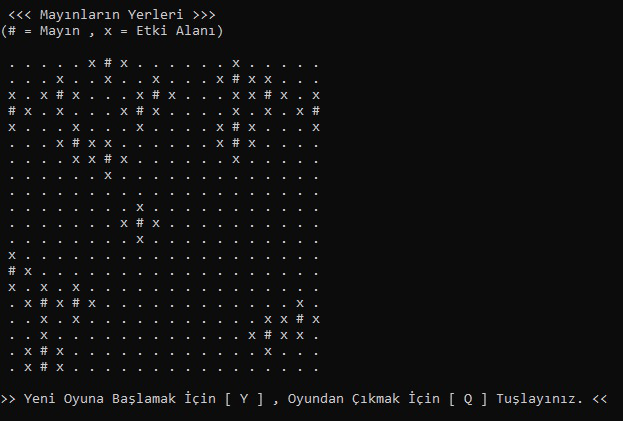 <<< Mayınların Yerleri >>>
(# = Mayın , x = Etki Alanı)
. . . . . x # x . . . . . . x . . . . .
. . . x . . x . . x . . . x # x x . . .
x . x # x . . . x # x . . . x x # x . x
# x . x . . . x # x . . . . x . x . x #
x . . . x . . . x . . . . x # x . . . x
. . . x # x x . . . . . . x # x . . . .
. . . . x x # x . . . . . . x . . . . .
. . . . . . x . . . . . . . . . . . . .
. . . . . . . . . . . . . . . . . . . .
. . . . . . . . x . . . . . . . . . . .
. . . . . . . x # x . . . . . . . . . .
. . . . . . . . x . . . . . . . . . . .
x . . . . . . . . . . . . . . . . . . .
# x . . . . . . . . . . . . . . . . . .
x . x . x . . . . . . . . . . . . . . .
. x # x # x . . . . . . . . . . . . x .
. . x . x . . . . . . . . . . . x x # x
. . x . . . . . . . . . . . . x # x x .
. x # x . . . . . . . . . . . . x . . .
. x # x . . . . . . . . . . . . . . . .
>> Yeni Oyuna Başlamak İçin [ Y ] , Oyundan Çıkmak İçin [ Q ] Tuşlayınız. <<